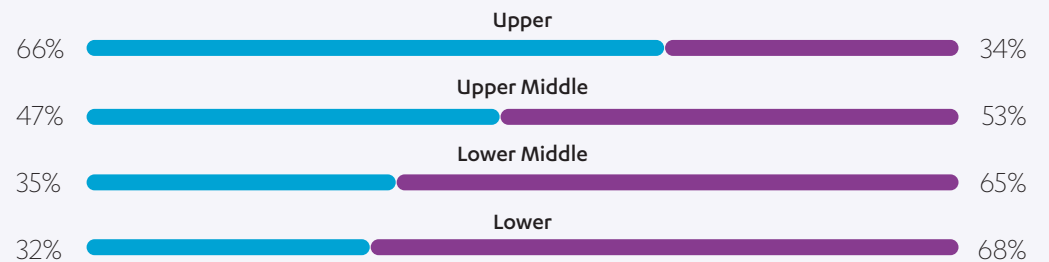 Upper
66% 34%
Upper Middle
47% 53%
Lower Middle
35% 65%
Lower
32% 68%